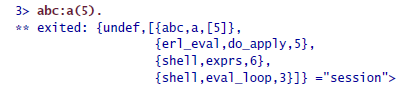 3> abc:a(5).
** exited: {undef,[{abc,a,[5]},
{erl_eval,do_apply,5},
{shell,exprs,6},
{shell,eval_loop,3}]} ="session">